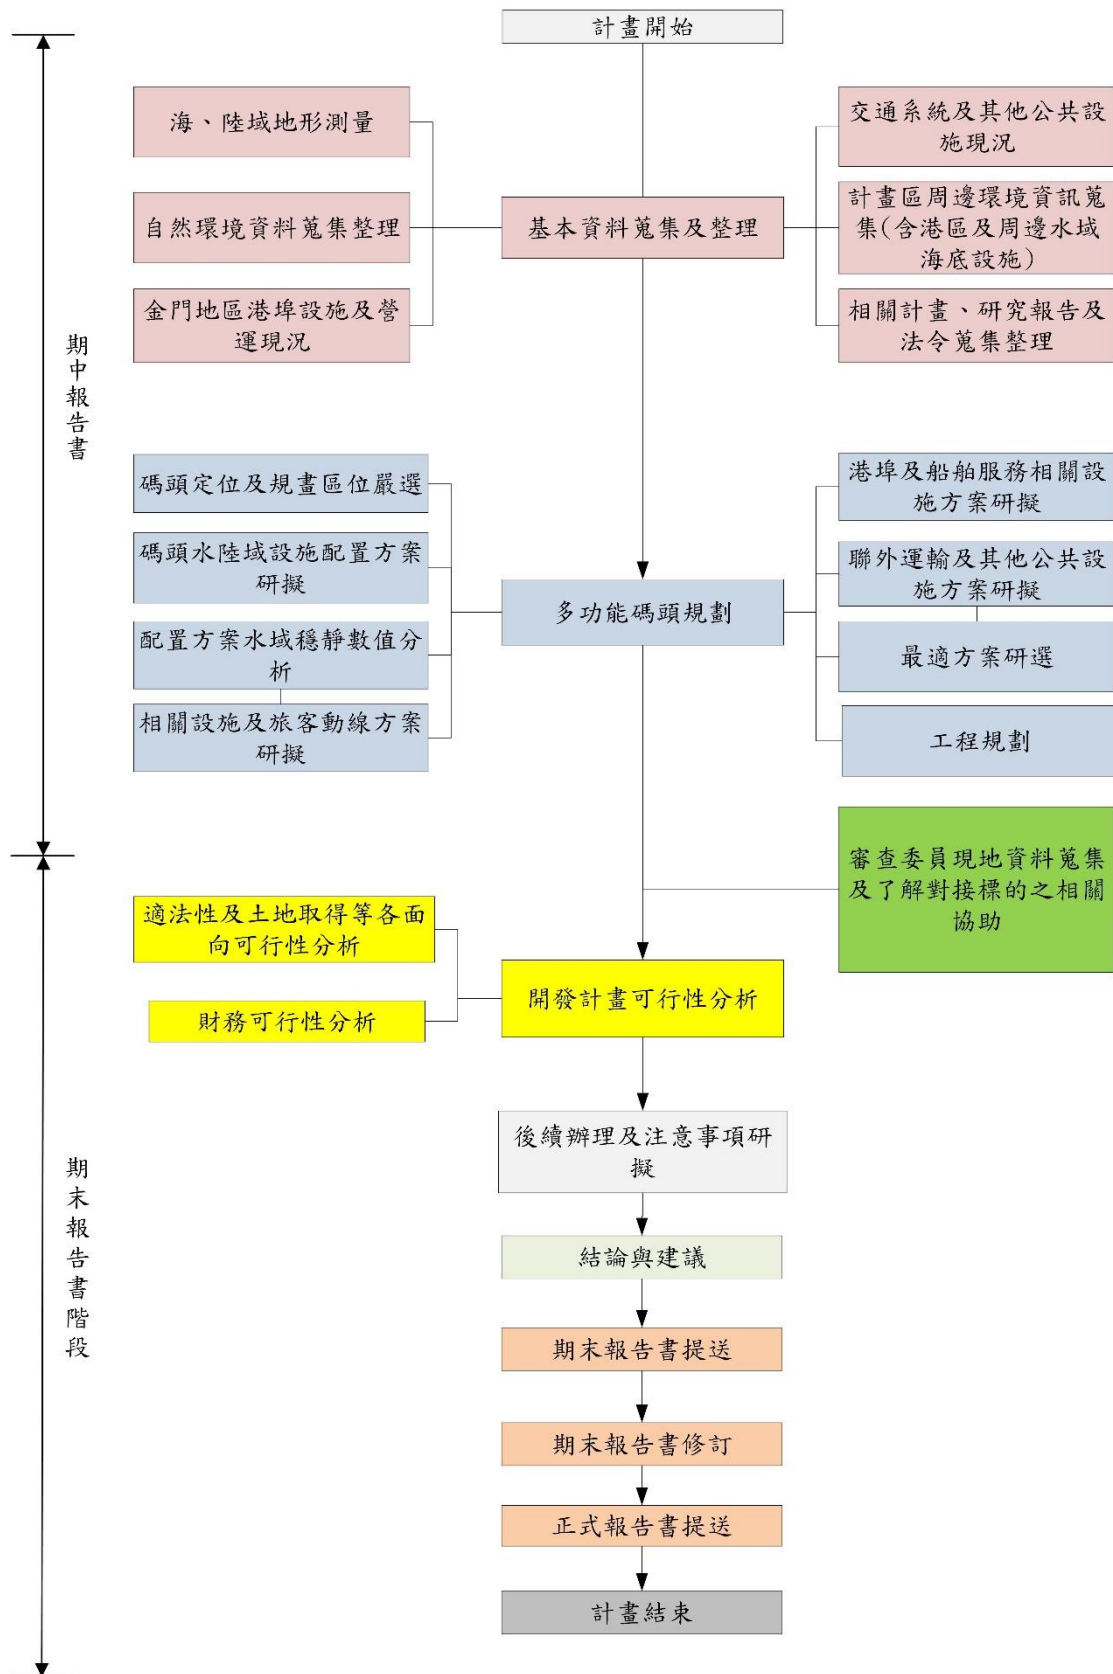 計畫開始
海、陸域地形測量
自然環境資料蒐集整理
金門地區港埠設施及營
運現況
基本資料蒐集及整理
交通系統及其他公共設
施現況
計畫區周邊環境資訊蒐
集(含港區及周邊水域
海底設施)
相關計畫、研究報告及
法令蒐集整理
期中報告書
碼頭定位及規畫區位嚴選
碼頭水陸域設施配置方案
研擬
配置方案水域穩靜數值分
析
相關設施及旅客動線方案
研擬
多功能碼頭規劃
港埠及船舶服務相關設
施方案研擬
聯外運輸及其他公共設
施方案研擬
最適方案研選
工程規劃
審查委員現地資料蒐集
及了解對接標的之相關
協助
適法性及土地取得等各面
向可行性分析
財務可行性分析
開發計畫可行性分析
期末報告書階段
後續辦理及注意事項研
擬
結論與建議
期末報告書提送
期末報告書修訂
正式報告書提送
計畫結束